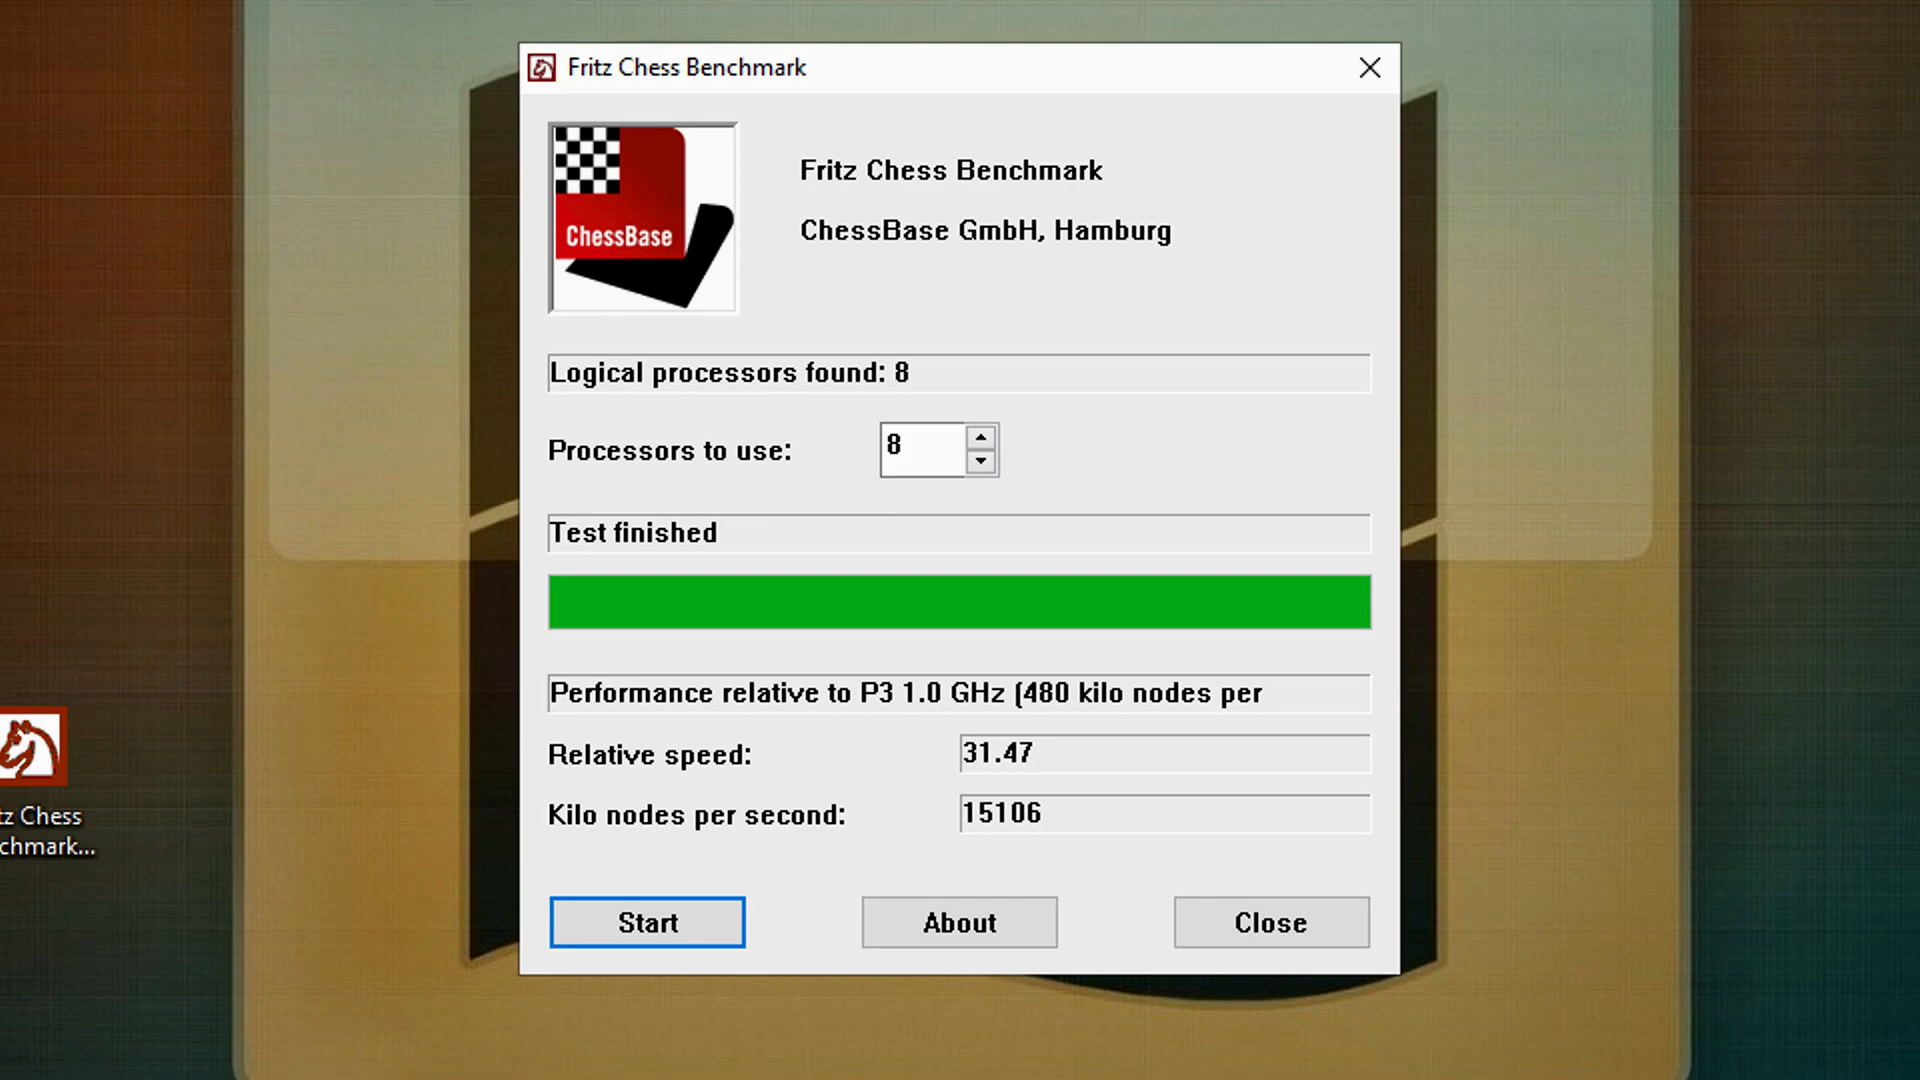 Fritz Chess Benchmark
ChessBase
Fritz Chess Benchmark
ChessBase GmbH, Hamburg
Logical processors found: 8
Processors to use: 8
Test finished
Performance relative to P3 1.0 GHz (480 kilo nodes per
Relative speed: 31.47
Kilo nodes per second: 15106
Start About Close
tz Chess
chmark...